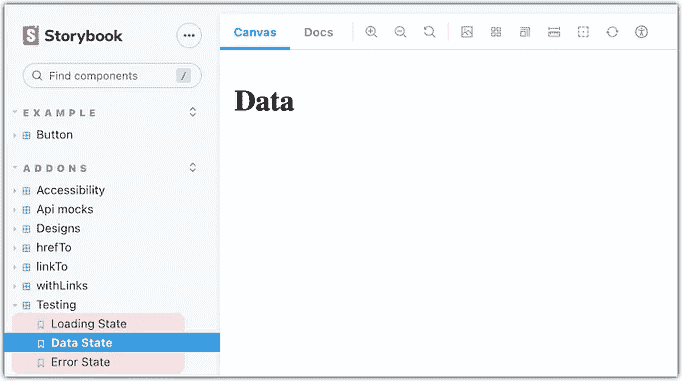 Storybook
Canvas
Docs
Find components
/
Data
EXAMPLE
Button
ADDONS
Accessibility
Api mocks
Designs
hrefTo
linkTo
withLinks
Testing
Loading State
Data State
Error State